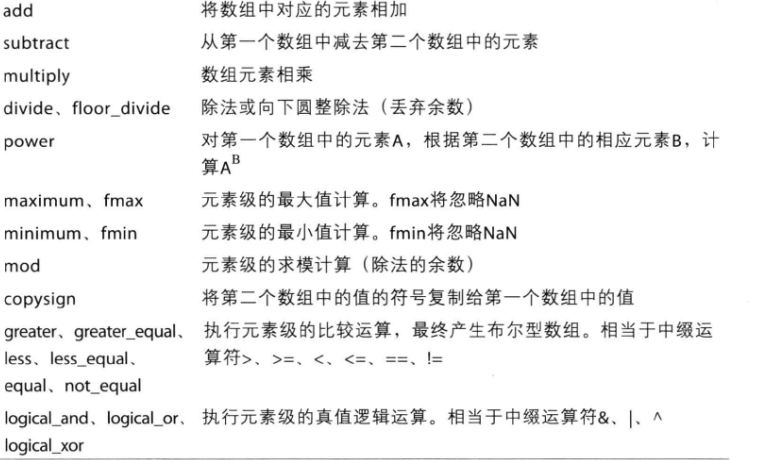 add 将数组中对应的元素相加
subtract 从第一个数组中减去第二个数组中的元素
multiply 数组元素相乘
divide、floor_divide 除法或向下圆整除法（丢弃余数）
power 对第一个数组中的元素A，根据第二个数组中的相应元素B，计
算A^B
maximum、fmax 元素级的最大值计算。fmax将忽略NaN
minimum、fmin 元素级的最小值计算。fmin将忽略NaN
mod 元素级的求模计算（除法的余数）
copysign 将第二个数组中的值的符号复制给第一个数组中的值
greater、greater_equal、 执行元素级的比较运算，最终产生布尔型数组。相当于中缀运
less、less_equal、 算符>、>=、<、<=、==、!=
equal、not_equal
logical_and、logical_or、 执行元素级的真值逻辑运算。相当于中缀运算符&、|、^
logical_xor